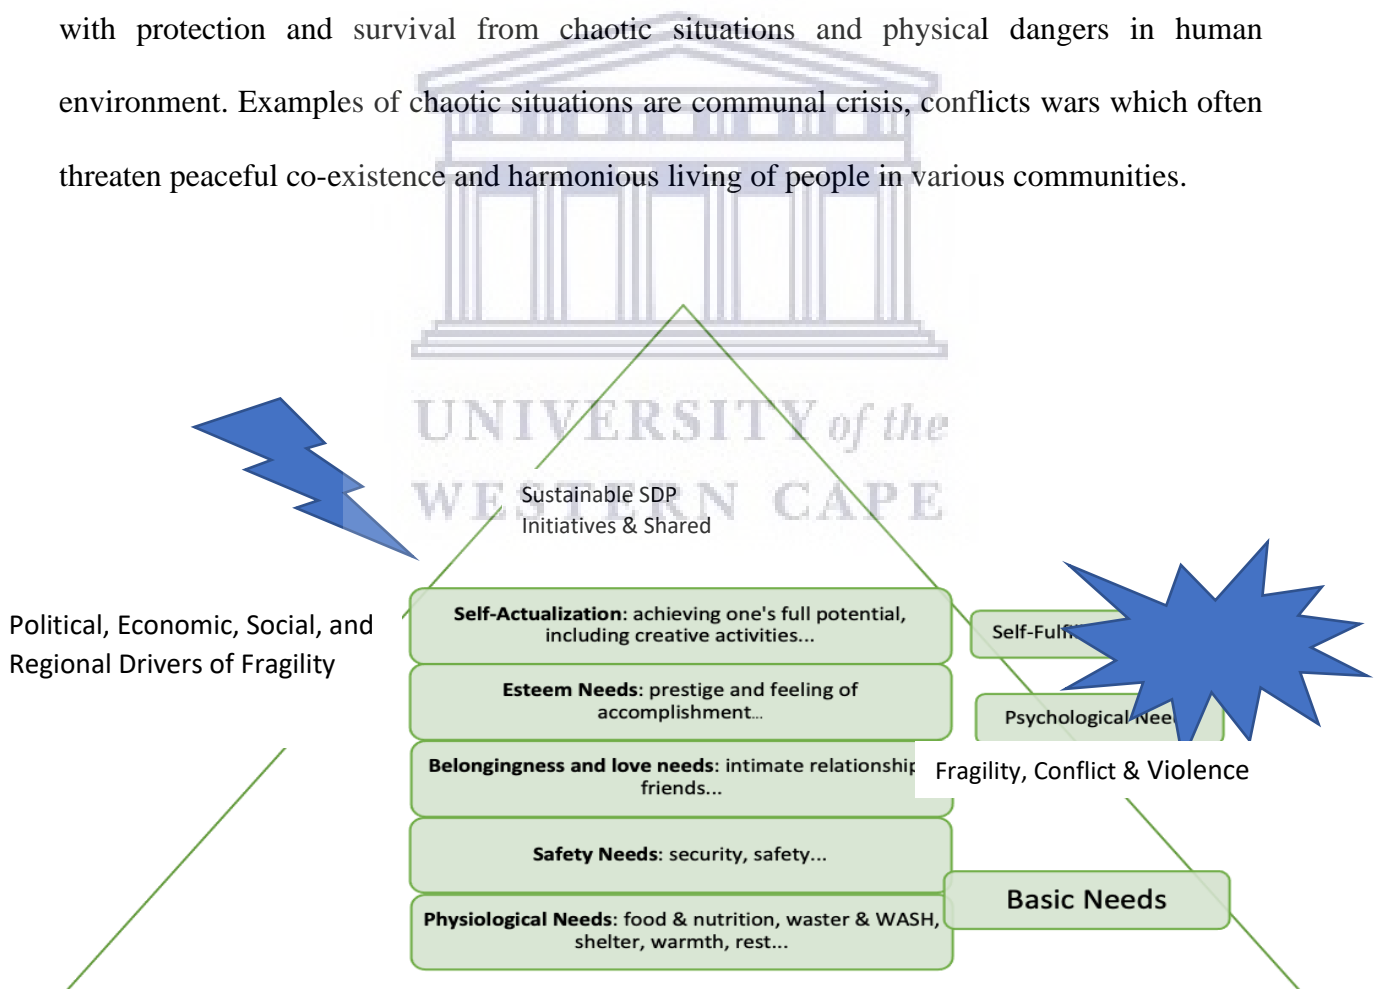 with protection and survival from chaotic situations and physical dangers in human
environment. Examples of chaotic situations are communal crisis, conflicts wars which often
threaten peaceful co-existence and harmonious living of people in various communities.
UNIVERSITY of the
WESTERN CAPE
Sustainable SDP
Initiatives & Shared
Political, Economic, Social, and
Regional Drivers of Fragility
Self-Actualization: achieving one's full potential,
including creative activities...
Esteem Needs: prestige and feeling of
accomplishment...
Belongingness and love needs: intimate relationship
friends...
Safety Needs: security, safety...
Physiological Needs: food & nutrition, waster & WASH,
shelter, warmth, rest...
Psychological
Fragility, Conflict & Violence
Basic Needs